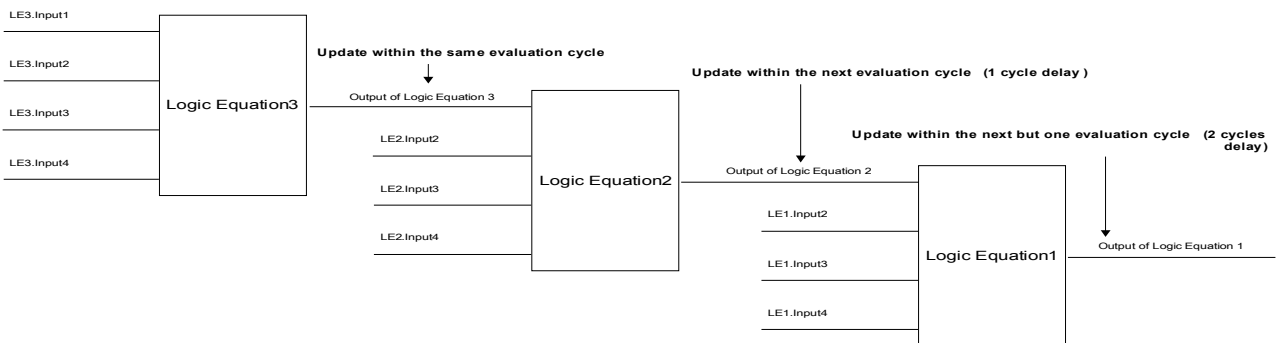 LE3.Input1
LE3.Input2
LE3.Input3
LE3.Input4
Logic Equation3
Update within the same evaluation cycle
Output of Logic Equation 3
LE2.Input2
LE2.Input3
LE2.Input4
Logic Equation2
Update within the next evaluation cycle (1 cycle delay )
Output of Logic Equation 2
LE1.Input2
LE1.Input3
LE1.Input4
Logic Equation1
Update within the next but one evaluation cycle (2 cycles
delay)
Output of Logic Equation 1